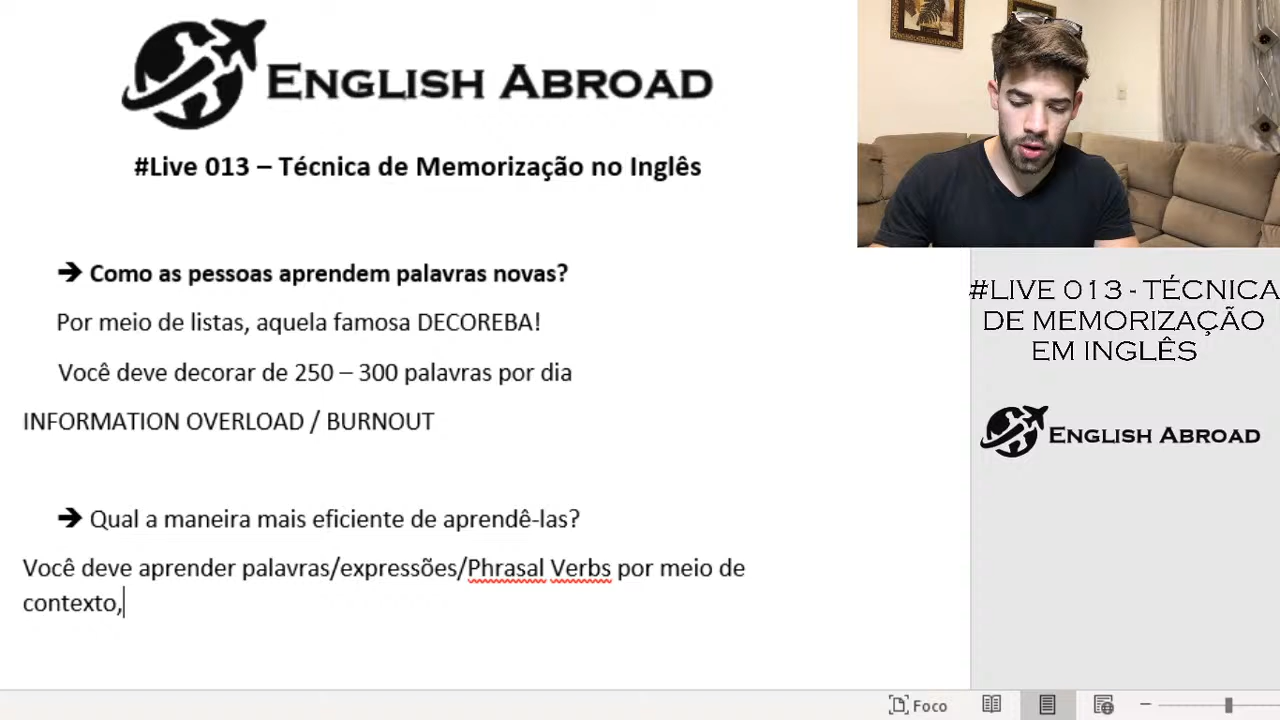 ENGLISH ABROAD
#Live 013 – Técnica de Memorização no Inglês
➔ Como as pessoas aprendem palavras novas?
Por meio de listas, aquela famosa DECOREBA!
Você deve decorar de 250 – 300 palavras por dia
INFORMATION OVERLOAD / BURNOUT
➔ Qual a maneira mais eficiente de aprendê-las?
Você deve aprender palavras/expressões/Phrasal Verbs por meio de
contexto,
#LIVE 013 - TÉCNICA
DE MEMORIZAÇÃO
EM INGLÊS
ENGLISH ABROAD
Foco